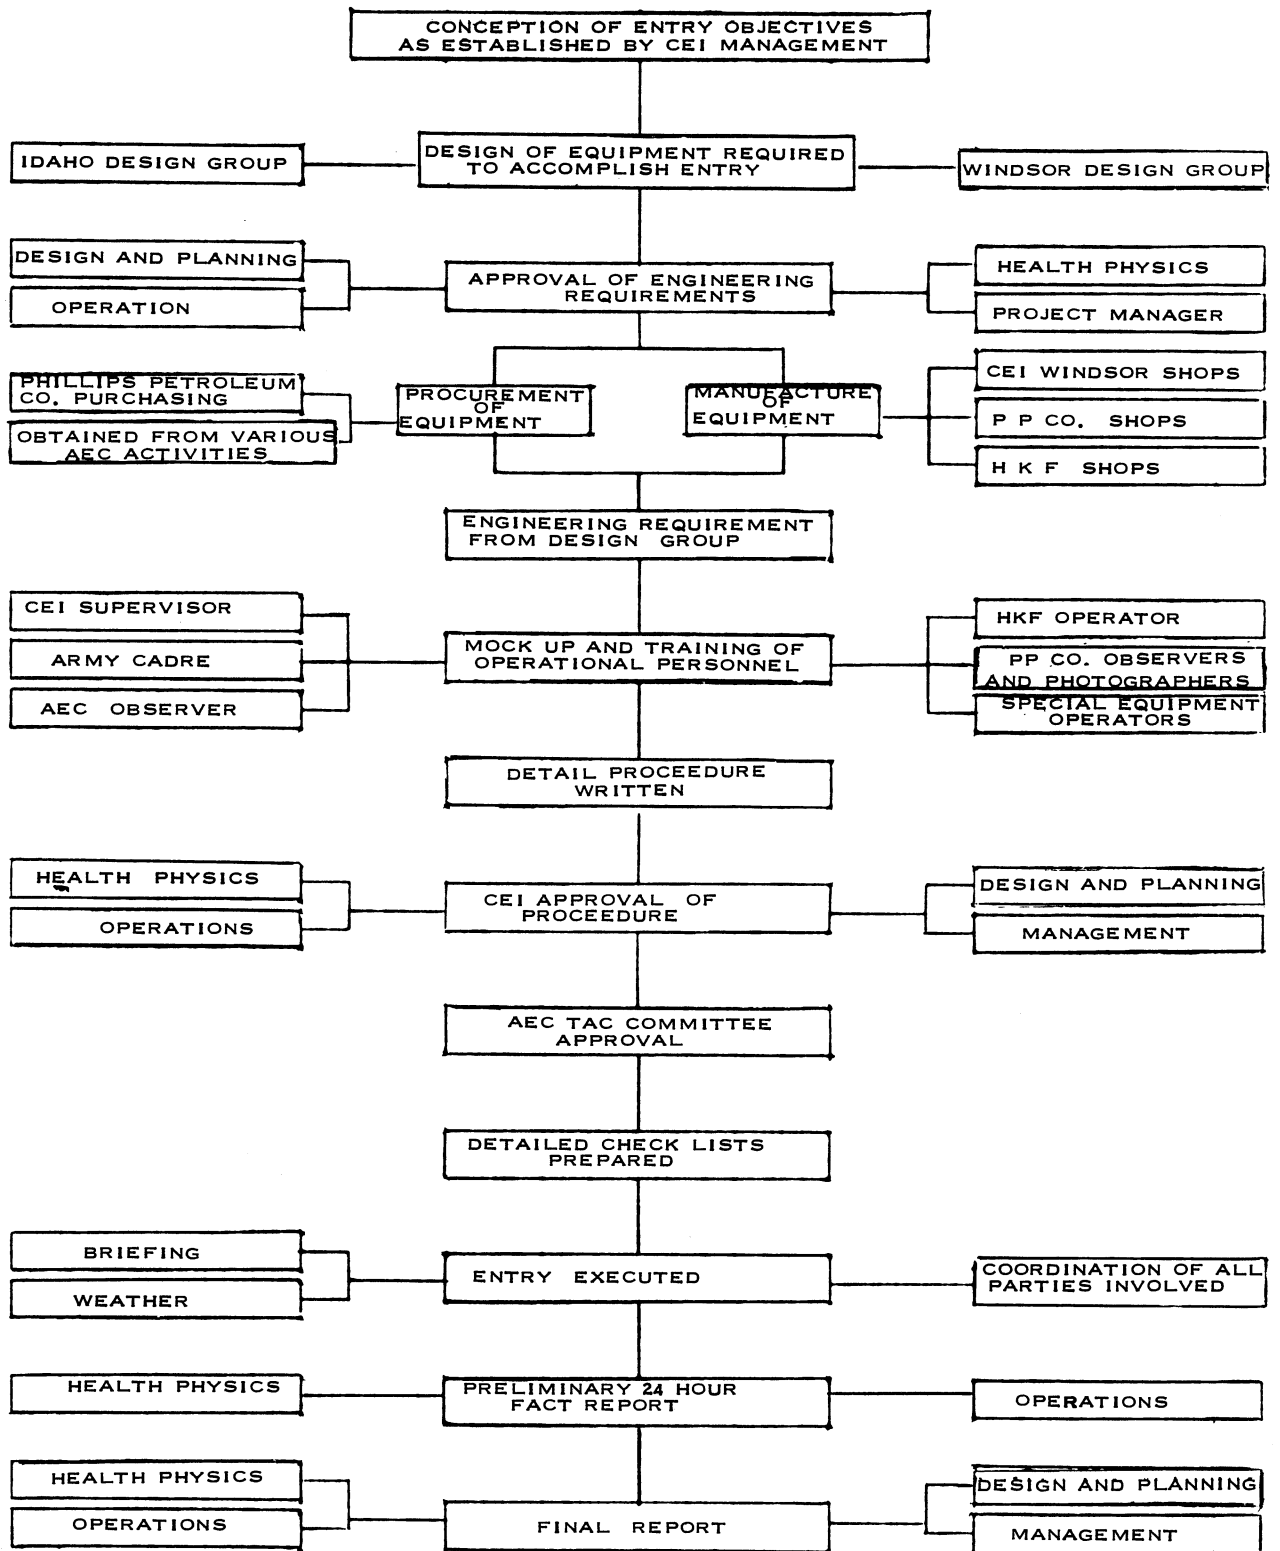 CONCEPTION OF ENTRY OBJECTIVES
AS ESTABLISHED BY CEI MANAGEMENT
IDAHO DESIGN GROUP
DESIGN OF EQUIPMENT REQUIRED
TO ACCOMPLISH ENTRY
WINDSOR DESIGN GROUP
DESIGN AND PLANNING
OPERATION
APPROVAL OF ENGINEERING
REQUIREMENTS
HEALTH PHYSICS
PROJECT MANAGER
PHILLIPS PETROLEUM
CO. PURCHASING
OBTAINED FROM VARIOUS
AEC ACTIVITIES
PROCUREMENT
OF
EQUIPMENT
MANUFACTURE
OF
EQUIPMENT
CEI WINDSOR SHOPS
P P CO. SHOPS
H K F SHOPS
ENGINEERING REQUIREMENT
FROM DESIGN GROUP
CEI SUPERVISOR
ARMY CADRE
AEC OBSERVER
MOCK UP AND TRAINING OF
OPERATIONAL PERSONNEL
HKF OPERATOR
PP CO. OBSERVERS
AND PHOTOGRAPHERS
SPECIAL EQUIPMENT
OPERATORS
DETAIL PROCEEDURE
WRITTEN
HEALTH PHYSICS
OPERATIONS
CEI APPROVAL OF
PROCEEDURE
DESIGN AND PLANNING
MANAGEMENT
AEC TAC COMMITTEE
APPROVAL
DETAILED CHECK LISTS
PREPARED
BRIEFING
WEATHER
ENTRY EXECUTED
COORDINATION OF ALL
PARTIES INVOLVED
HEALTH PHYSICS
PRELIMINARY 24 HOUR
FACT REPORT
OPERATIONS
HEALTH PHYSICS
OPERATIONS
FINAL REPORT
DESIGN AND PLANNING
MANAGEMENT